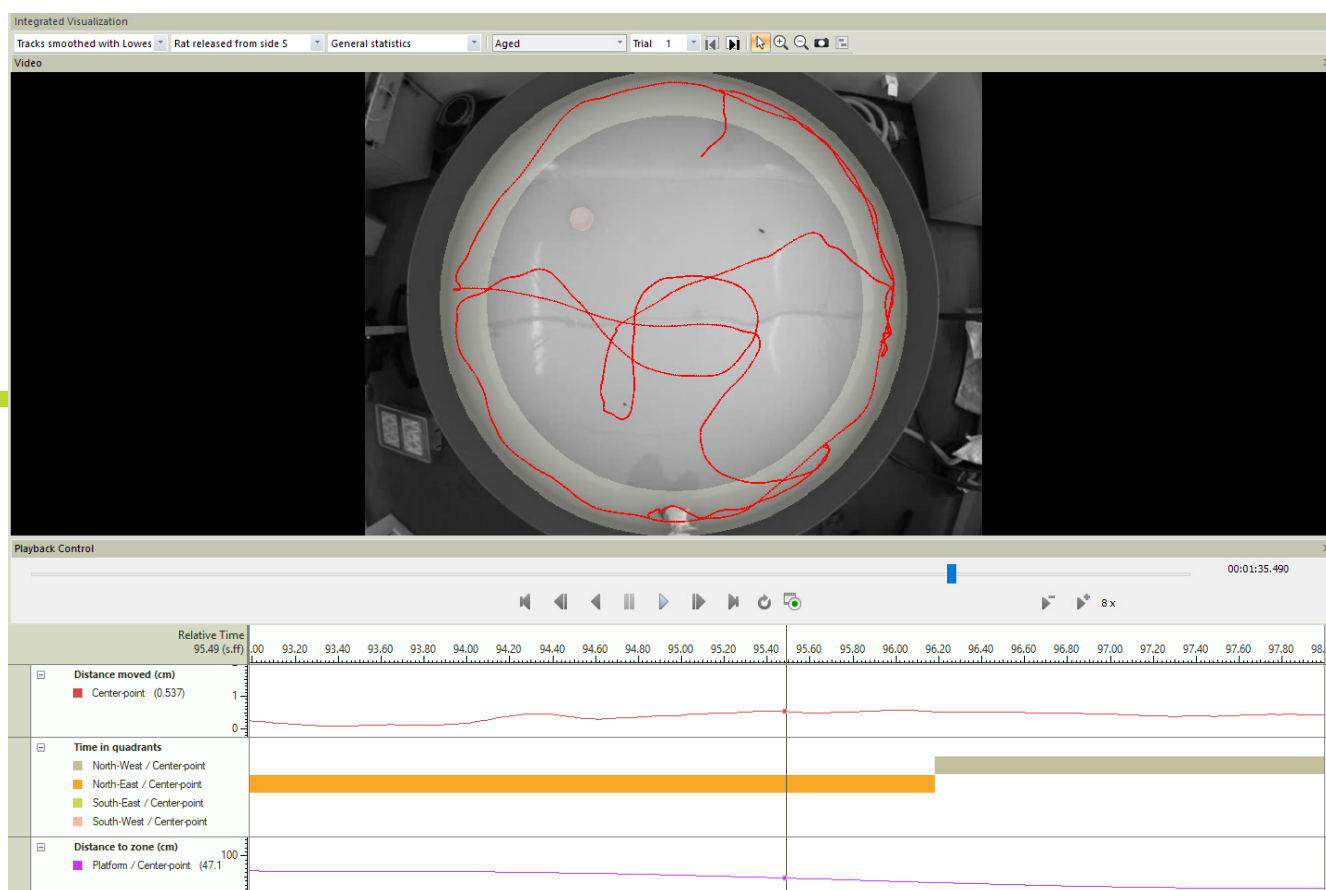 Integrated Visualization
Tracks smoothed with Lowes Rat released from side S General statistics Aged Trial 1
Video
Playback Control
00:01:35.490
8 x
Relative Time
95.49 (s.ff) .00 93.20 93.40 93.60 93.80 94.00 94.20 94.40 94.60 94.80 95.00 95.20 95.40 95.60 95.80 96.00 96.20 96.40 96.60 96.80 97.00 97.20 97.40 97.60 97.80 98.
Distance moved (cm)
Center-point (0.537) 1
0
Time in quadrants
North-West / Center-point
North-East / Center-point
South-East / Center-point
South-West / Center-point
Distance to zone (cm)
100
Platform / Center-point (47.1